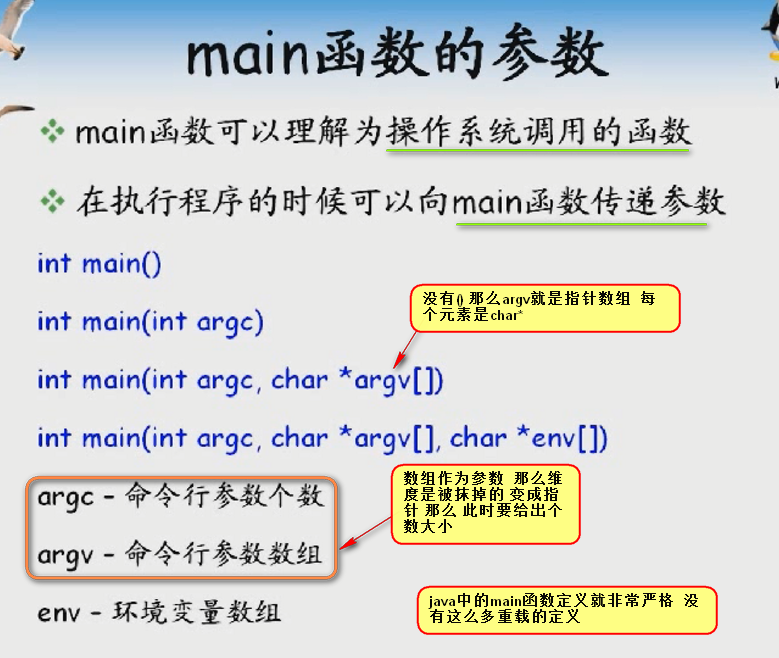 main函数的参数
main函数可以理解为操作系统调用的函数
在执行程序的时候可以向main函数传递参数
int main()
没有() 那么argv就是指针数组 每
个元素是char*
int main(int argc)
int main(int argc, char *argv[])
int main(int argc, char *argv[], char *env[])
数组作为参数 那么维
度是被抹掉的 变成指
针 那么 此时要给出个
数大小
argc – 命令行参数个数
argv – 命令行参数数组
env – 环境变量数组
java中的main函数定义就非常严格 没
有这么多重载的定义